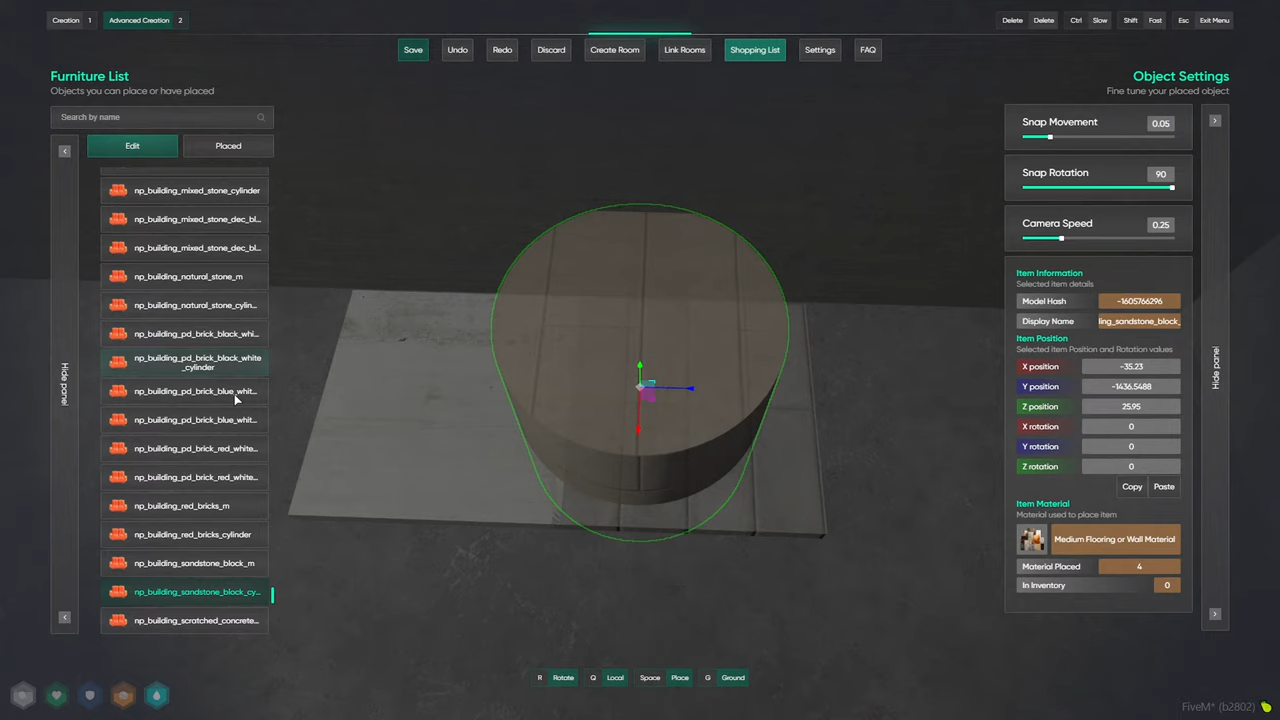 Creation 1 Advanced Creation 2
Delete Delete Ctrl Slow Shift Fast Esc Exit Menu
Save Undo Redo Discard Create Room Link Rooms Shopping List Settings FAQ
Furniture List
Objects you can place or have placed
Search by name
Edit Placed
Hide panel
np_building_mixed_stone_cylinder
np_building_mixed_stone_dec_bl...
np_building_mixed_stone_dec_bl...
np_building_natural_stone_m
np_building_natural_stone_cylin...
np_building_pd_brick_black_whi...
np_building_pd_brick_black_white
_cylinder
np_building_pd_brick_blue_whit...
np_building_pd_brick_blue_whit...
np_building_pd_brick_red_white...
np_building_pd_brick_red_white...
np_building_red_bricks_m
np_building_red_bricks_cylinder
np_building_sandstone_block_m
np_building_sandstone_block_cy...
np_building_scratched_concrete...
Object Settings
Fine tune your placed object
Snap Movement 0.05
Snap Rotation 90
Camera Speed 0.25
Item Information
Selected item details
Model Hash -1605766296
Display Name ling_sandstone_block_
Item Position
Selected item Position and Rotation values
X position -35.23
Y position -1436.5488
Z position 25.95
X rotation 0
Y rotation 0
Z rotation 0
Copy Paste
Item Material
Material used to place item
Medium Flooring or Wall Material
Material Placed 4
In Inventory 0
Hide panel
R Rotate Q Local Space Place G Ground
FiveM* (b2802)